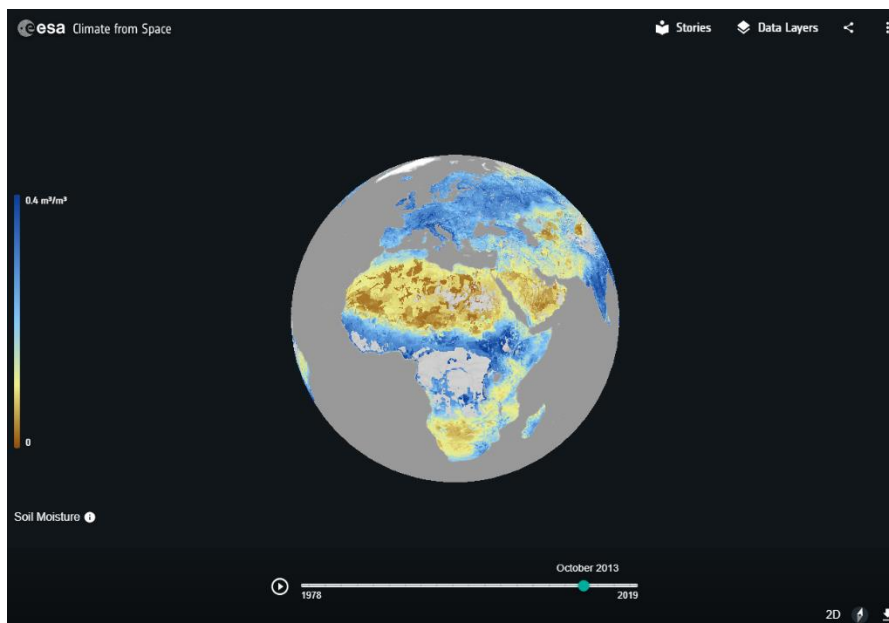 esa Climate from Space
Stories
Data Layers
0.4 m³/m³
0
Soil Moisture
October 2013
1978
2019
2D